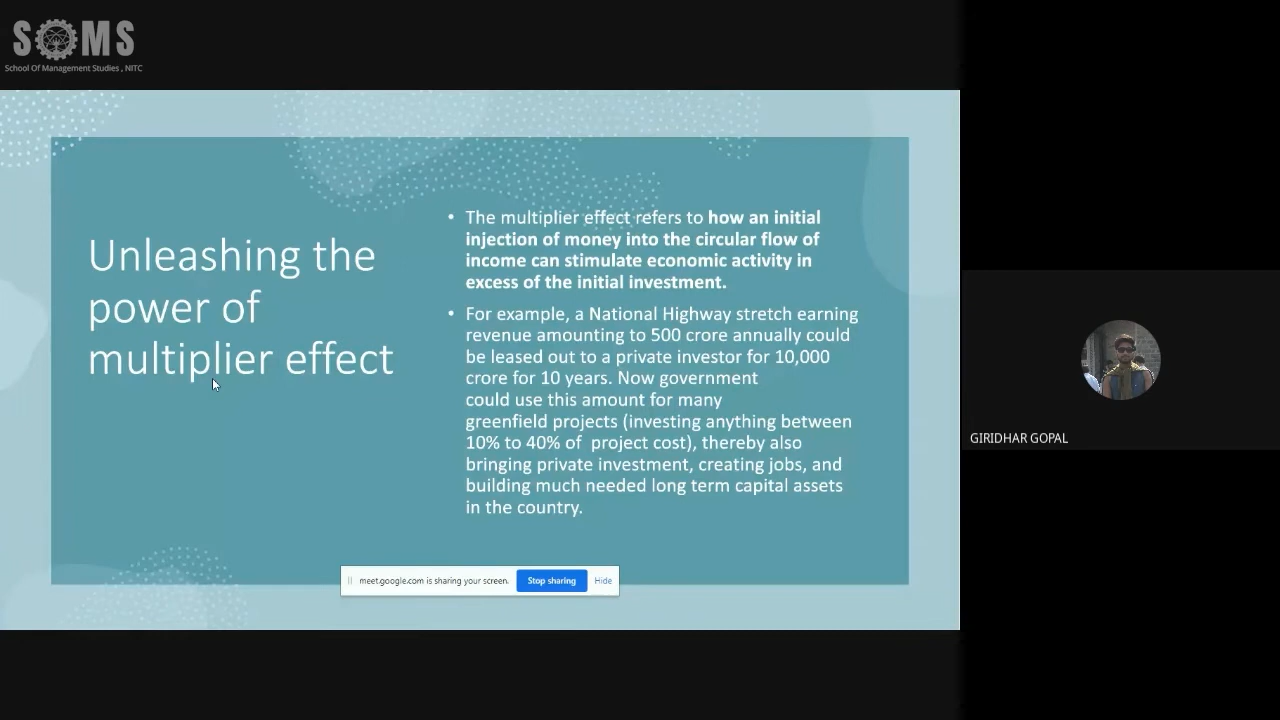 SOMS
School Of Management Studies , NITC
Unleashing the
power of
multiplier effect
• The multiplier effect refers to how an initial
injection of money into the circular flow of
income can stimulate economic activity in
excess of the initial investment.
• For example, a National Highway stretch earning
revenue amounting to 500 crore annually could
be leased out to a private investor for 10,000
crore for 10 years. Now government
could use this amount for many
greenfield projects (investing anything between
10% to 40% of project cost), thereby also
bringing private investment, creating jobs, and
building much needed long term capital assets
in the country.
meet.google.com is sharing your screen.
Stop sharing
Hide
GIRIDHAR GOPAL